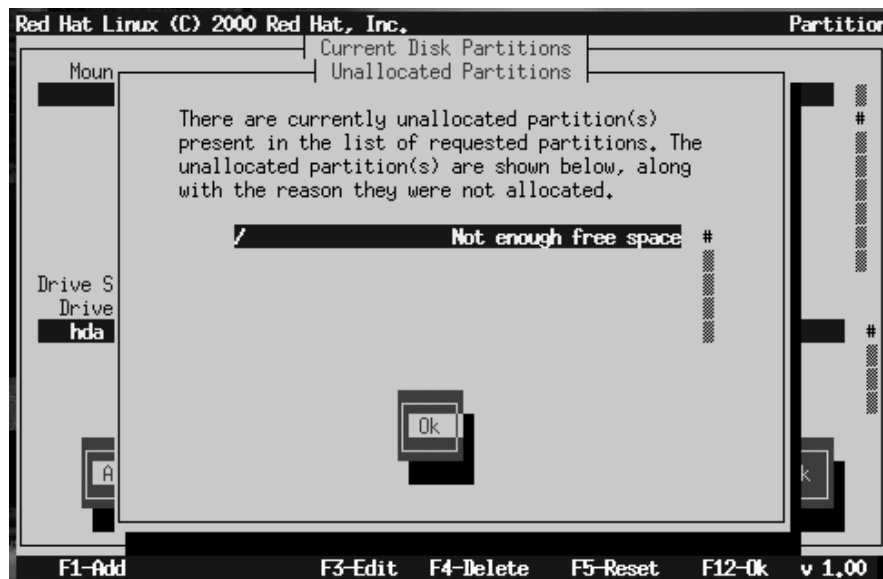 Red Hat Linux (C) 2000 Red Hat, Inc. Partition
Current Disk Partitions
Moun Unallocated Partitions
There are currently unallocated partition(s)
present in the list of requested partitions. The
unallocated partition(s) are shown below, along
with the reason they were not allocated.
/ Not enough free space #
#
Drive S
Drive
hda #
Ok
A k
F1-Add F3-Edit F4-Delete F5-Reset F12-Ok v 1.00